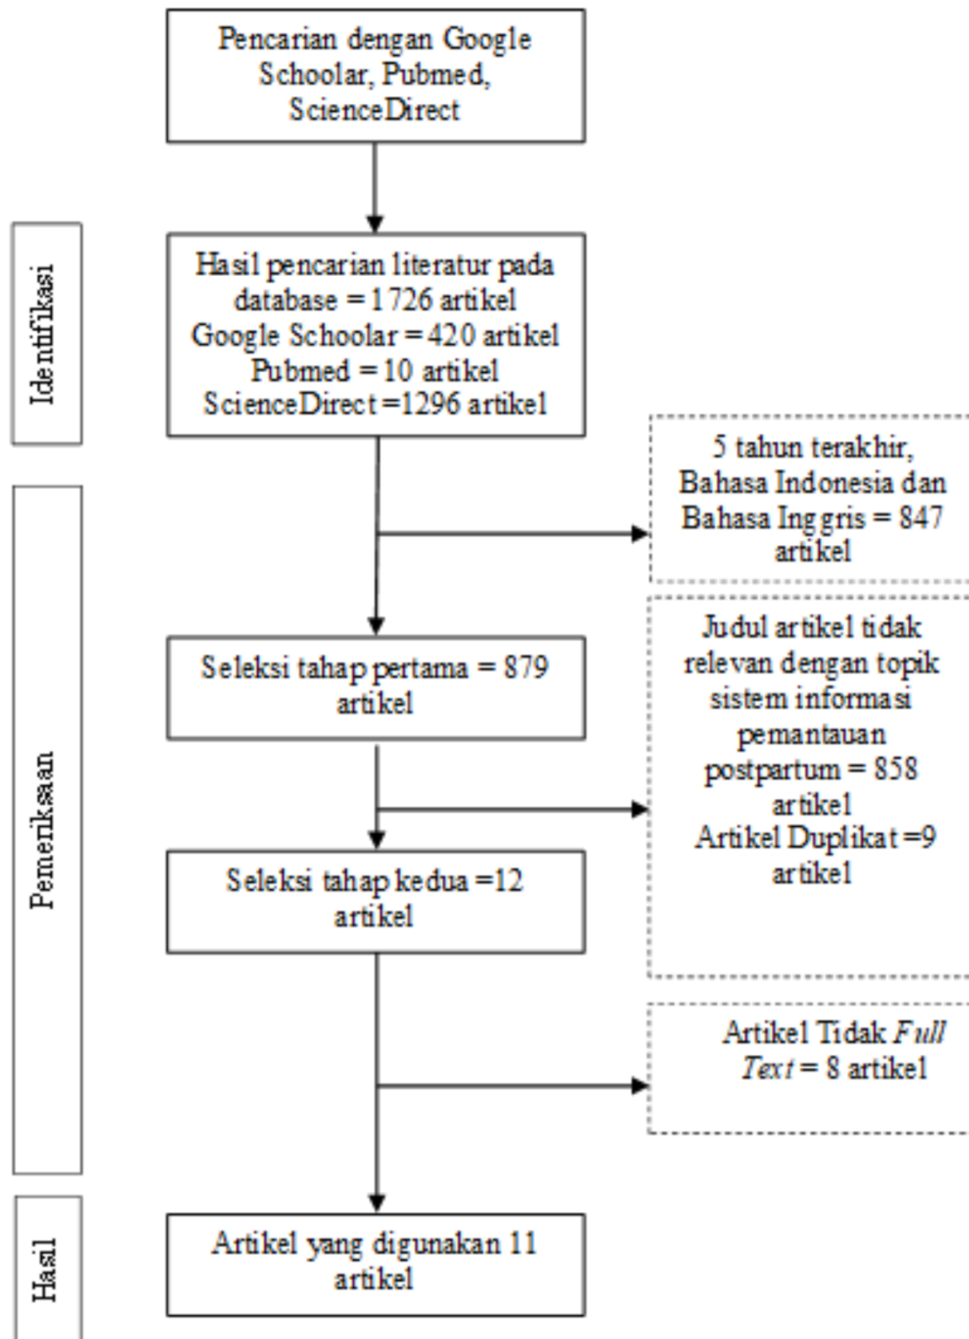 Pencarian dengan Google
Schoolar, Pubmed,
ScienceDirect
Identifikasi
Hasil pencarian literatur pada
database = 1726 artikel
Google Schoolar = 420 artikel
Pubmed = 10 artikel
ScienceDirect =1296 artikel
5 tahun terakhir,
Bahasa Indonesia dan
Bahasa Inggris = 847
artikel
Pemeriksaan
Seleksi tahap pertama = 879
artikel
Judul artikel tidak
relevan dengan topik
sistem informasi
pemantauan
postpartum = 858
artikel
Artikel Duplikat =9
artikel
Seleksi tahap kedua =12
artikel
Artikel Tidak Full
Text = 8 artikel
Hasil
Artikel yang digunakan 11
artikel